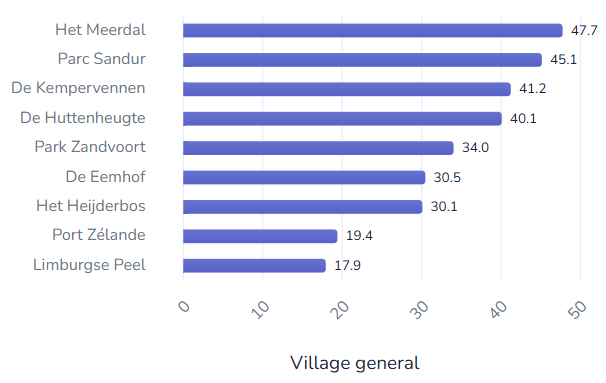 Het Meerdal 47.7
Parc Sandur 45.1
De Kempervennen 41.2
De Huttenheugte 40.1
Park Zandvoort 34.0
De Eemhof 30.5
Het Heijderbos 30.1
Port Zélande 19.4
Limburgse Peel 17.9
0 10 20 30 40 50
Village general